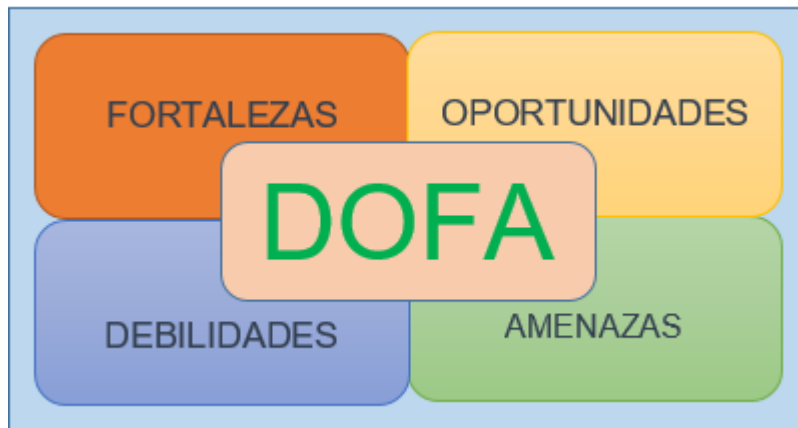 FORTALEZAS
OPORTUNIDADES
DOFA
DEBILIDADES
AMENAZAS